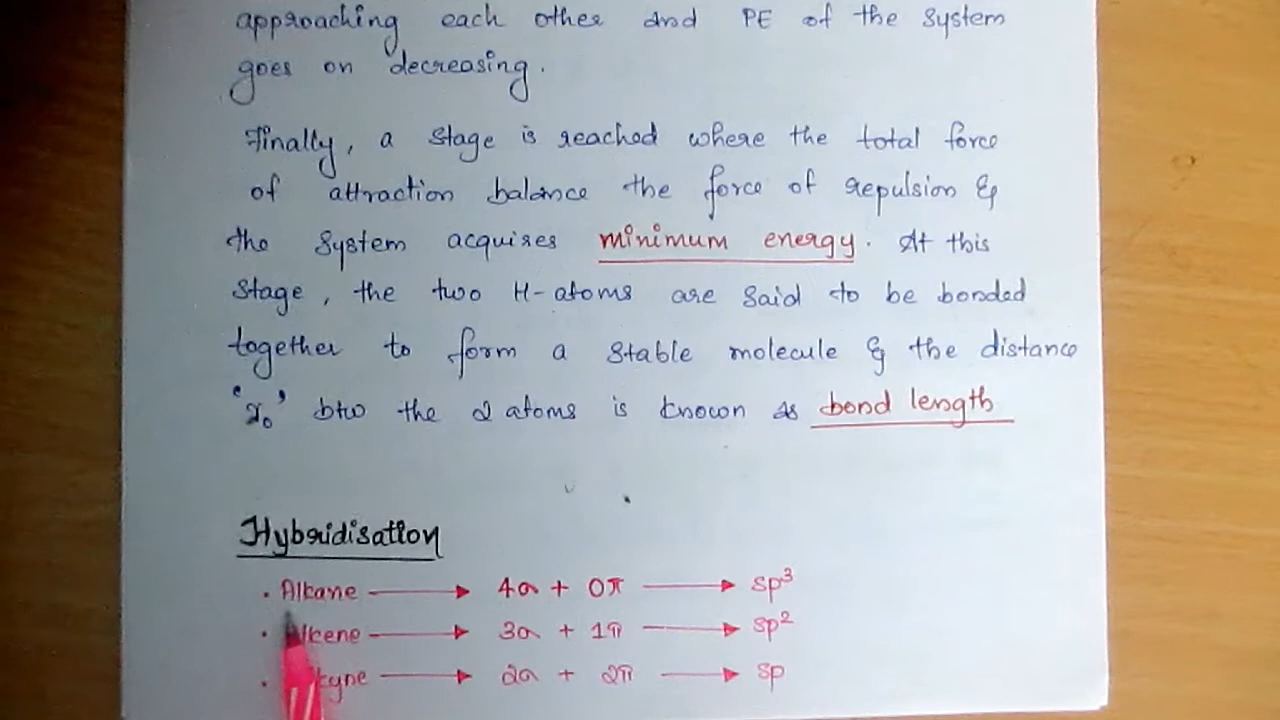 approaching each other and PE of the system
goes on decreasing.
Finally, a stage is reached where the total force
of attraction balance the force of repulsion &
the system acquires minimum energy. At this
stage, the two H-atoms are said to be bonded
together to form a stable molecule & the distance
'r₀' btw the 2 atoms is known as bond length
Hybridisation
· Alkane → 4σ + 0π → sp³
· Alkene → 3σ + 1π → sp²
· Alkyne → 2σ + 2π → sp